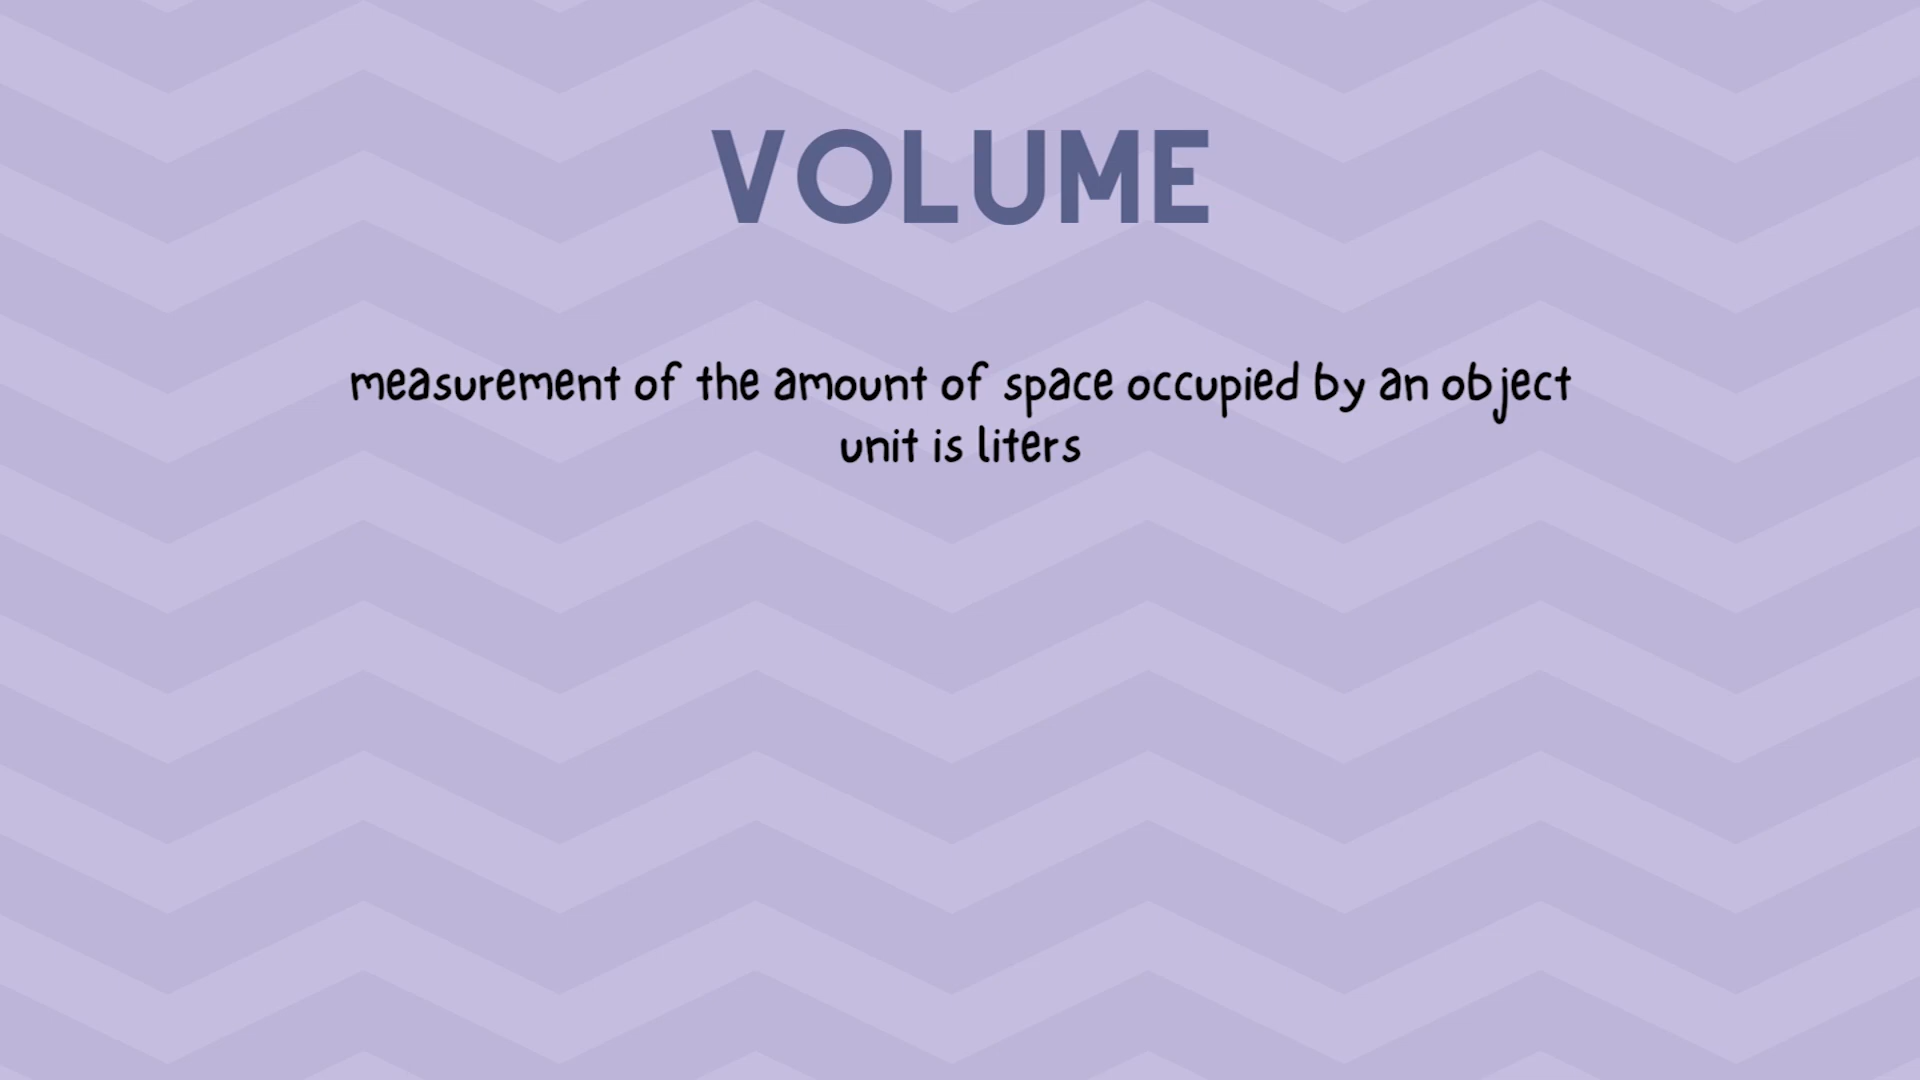 VOLUME
measurement of the amount of space occupied by an object
unit is liters